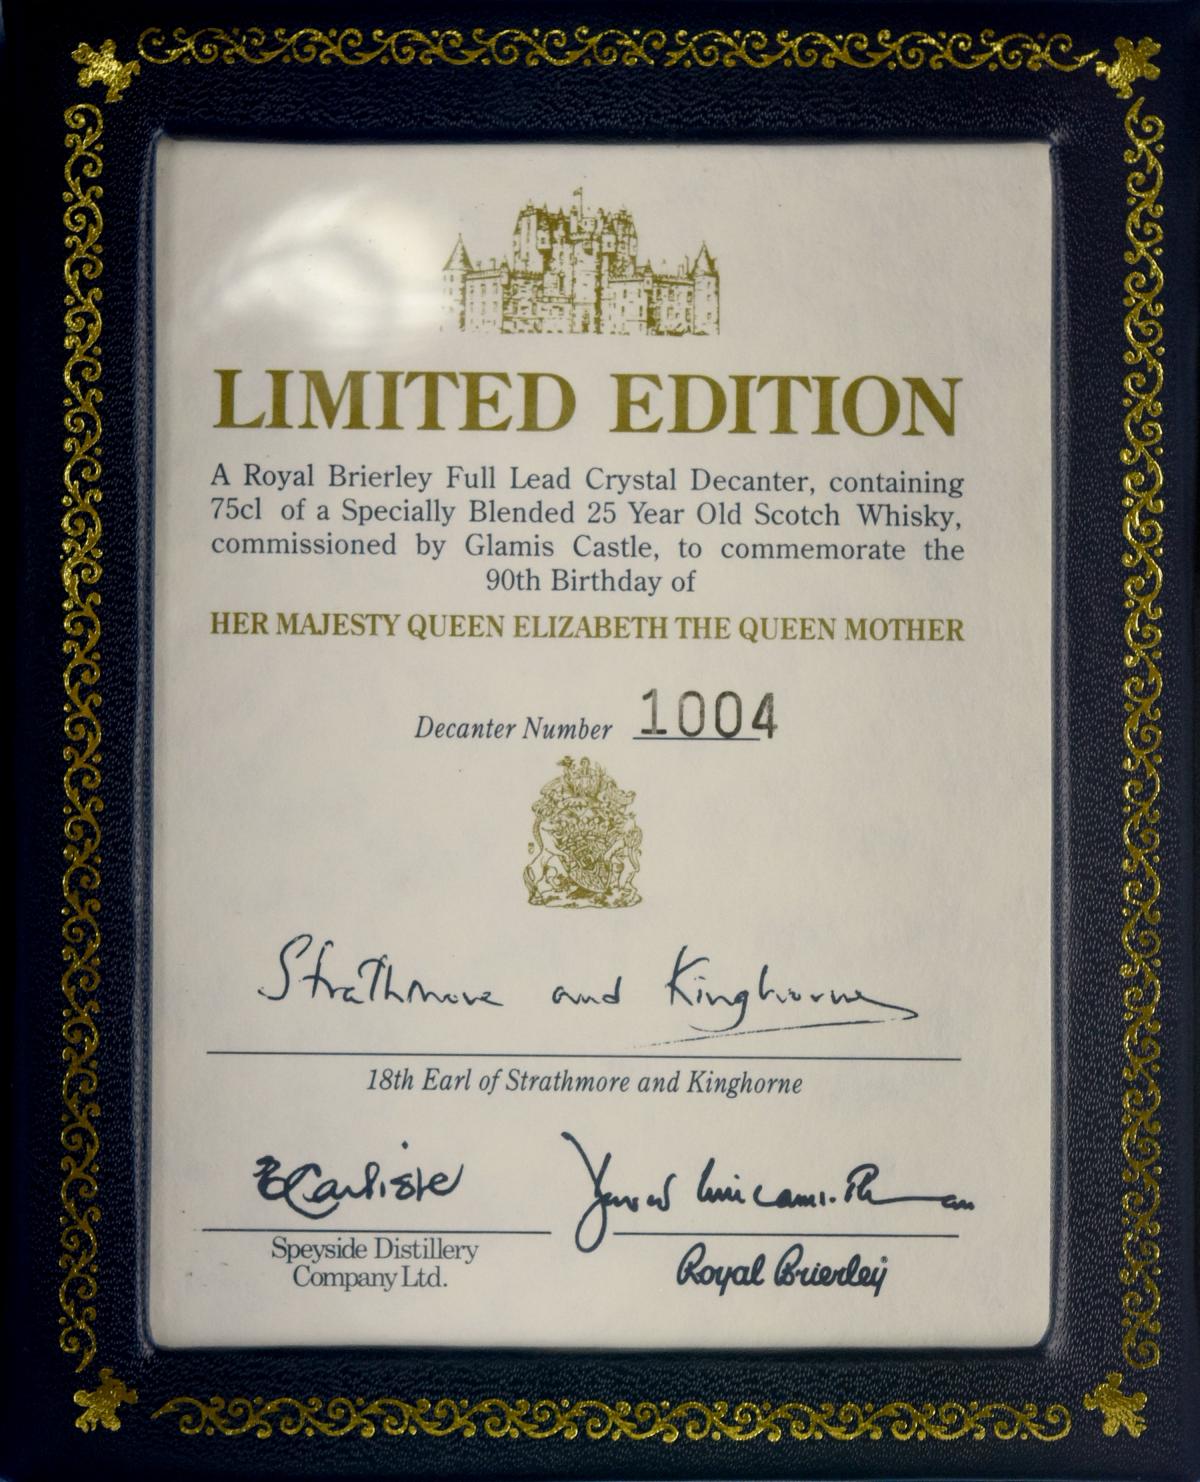 LIMITED EDITION
A Royal Brierley Full Lead Crystal Decanter, containing
75cl of a Specially Blended 25 Year Old Scotch Whisky,
commissioned by Glamis Castle, to commemorate the
90th Birthday of
HER MAJESTY QUEEN ELIZABETH THE QUEEN MOTHER
Decanter Number 1004
Strathmore and Kinghorne
18th Earl of Strathmore and Kinghorne
Carlisle
Speyside Distillery
Company Ltd.
Royal Brierley